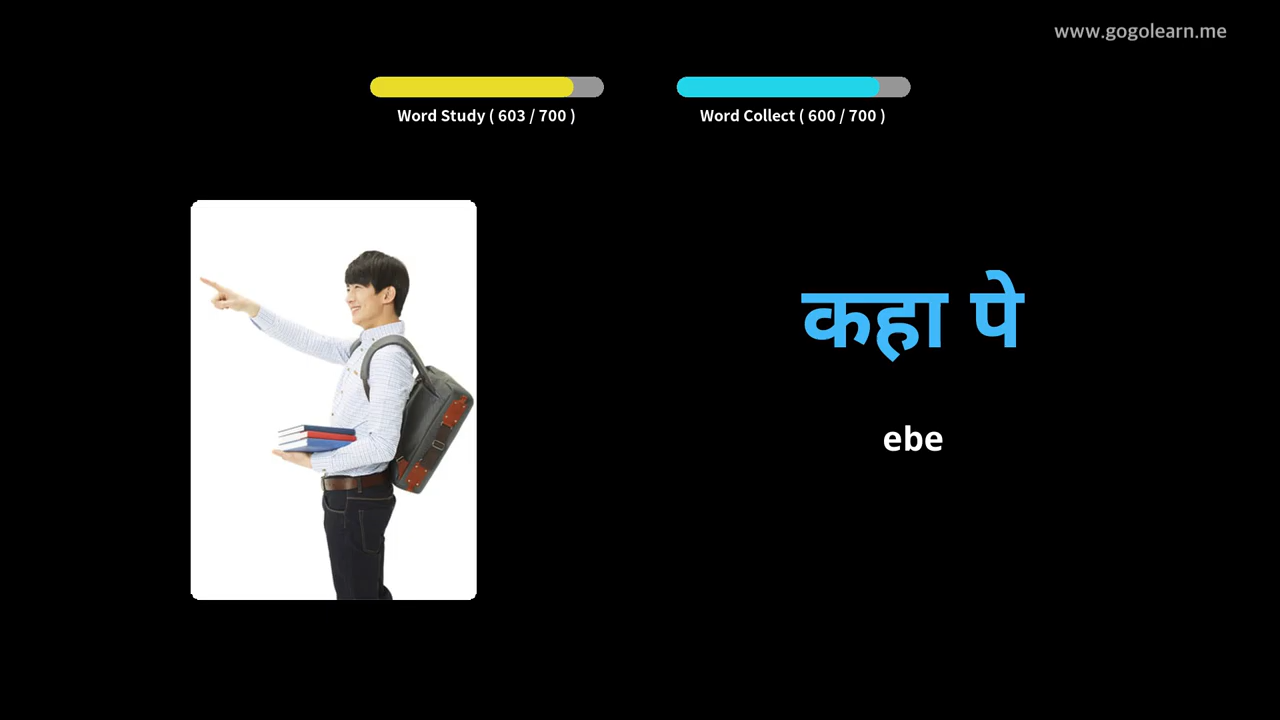 www.gogolearn.me
Word Study ( 603 / 700 )
Word Collect ( 600 / 700 )
कहा पे
ebe